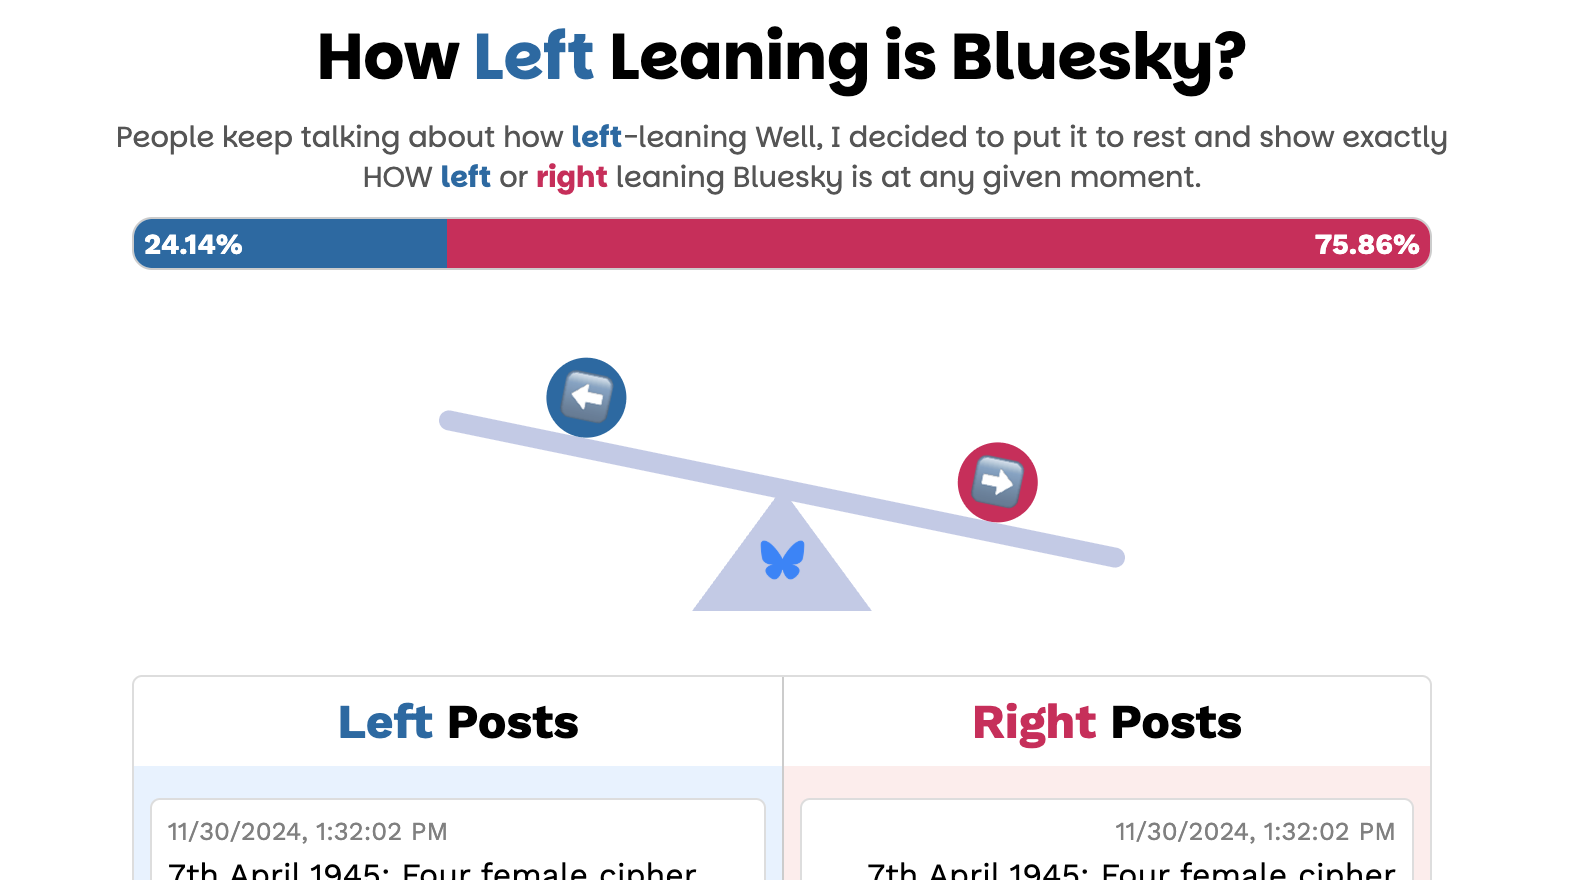 How Left Leaning is Bluesky?
People keep talking about how left-leaning Well, I decided to put it to rest and show exactly
HOW left or right leaning Bluesky is at any given moment.
24.14% 75.86%
Left Posts
Right Posts
11/30/2024, 1:32:02 PM
7th April 1945: Four female cipher
11/30/2024, 1:32:02 PM
7th April 1945: Four female cipher